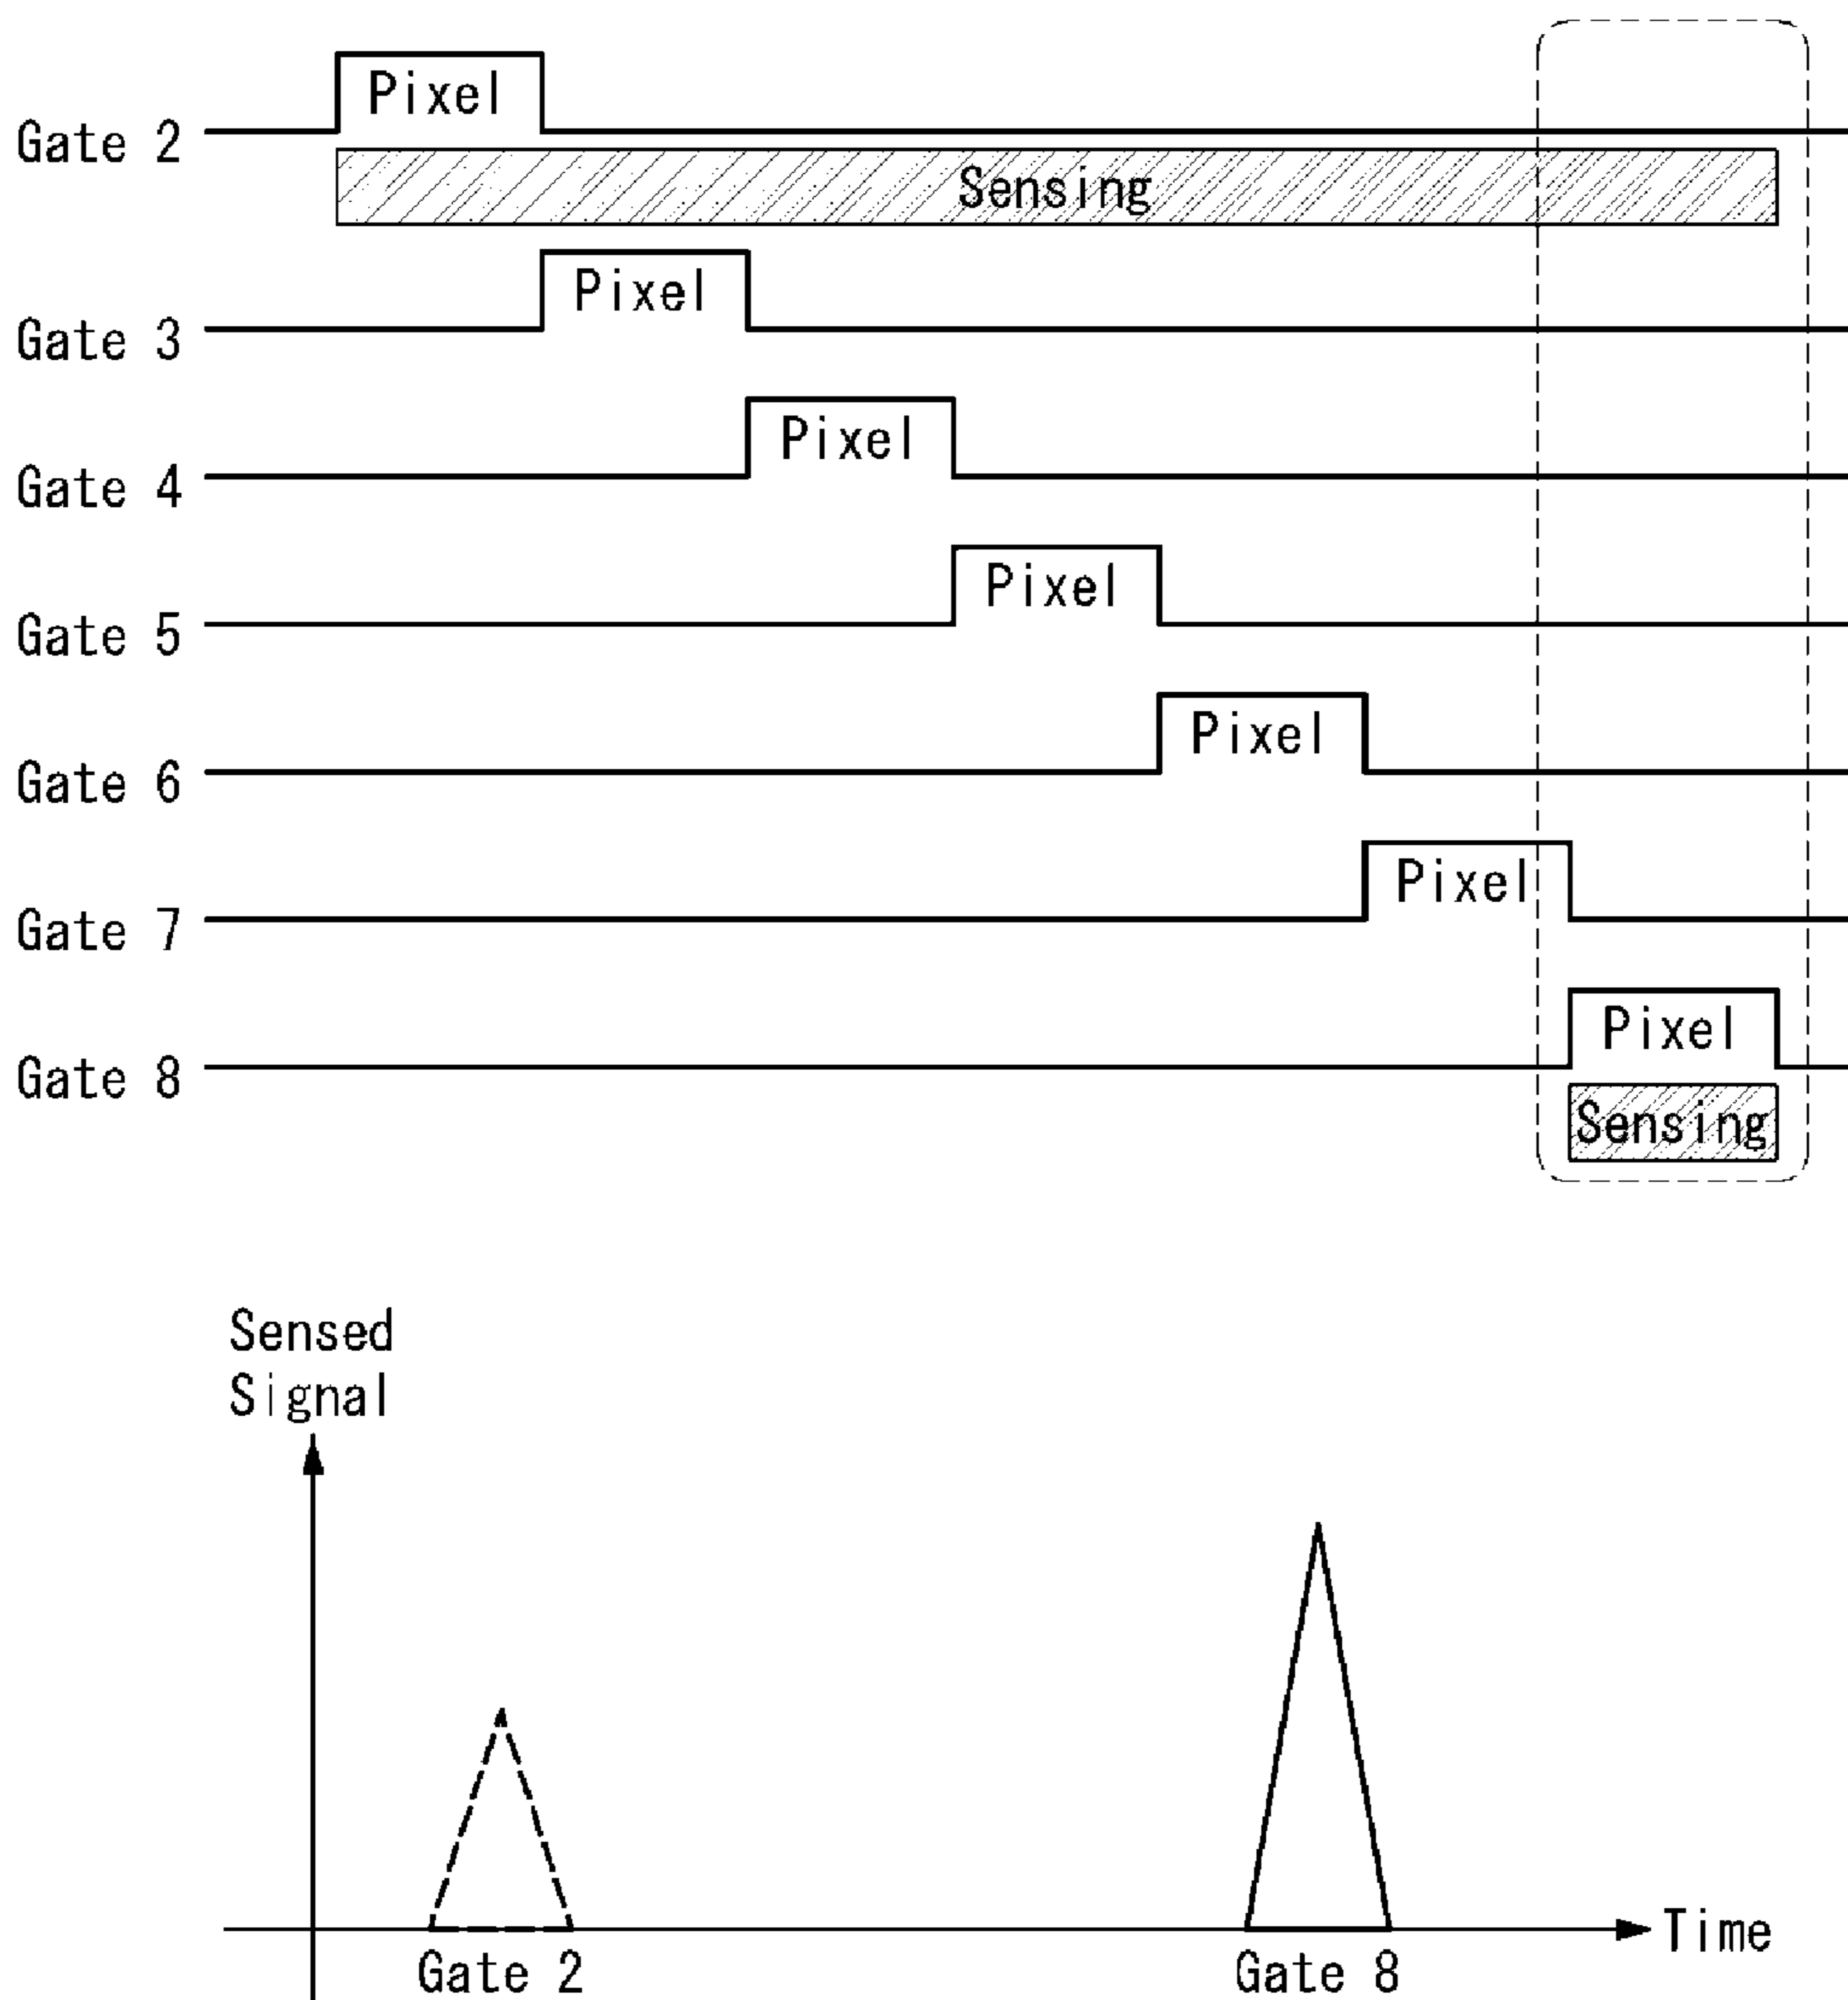 Pixel
Gate 2
Sensing
Pixel
Gate 3
Pixel
Gate 4
Pixel
Gate 5
Pixel
Gate 6
Pixel
Gate 7
Pixel
Gate 8
Sensing
Sensed
Signal
Time
Gate 2
Gate 8